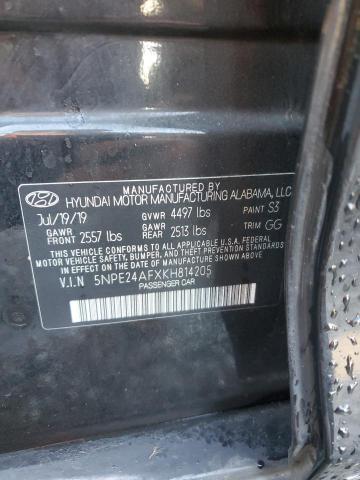 MANUFACTURED BY
HYUNDAI MOTOR MANUFACTURING ALABAMA, LLC
Jul/19/19 GVWR 4497 lbs PAINT S3
GAWR FRONT 2557 lbs GAWR REAR 2513 lbs TRIM GG
THIS VEHICLE CONFORMS TO ALL APPLICABLE U.S.A. FEDERAL
MOTOR VEHICLE SAFETY, BUMPER, AND THEFT PREVENTION STANDARDS
IN EFFECT ON THE DATE OF MANUFACTURE SHOWN ABOVE.
V.I.N 5NPE24AFXKH814205
PASSENGER CAR